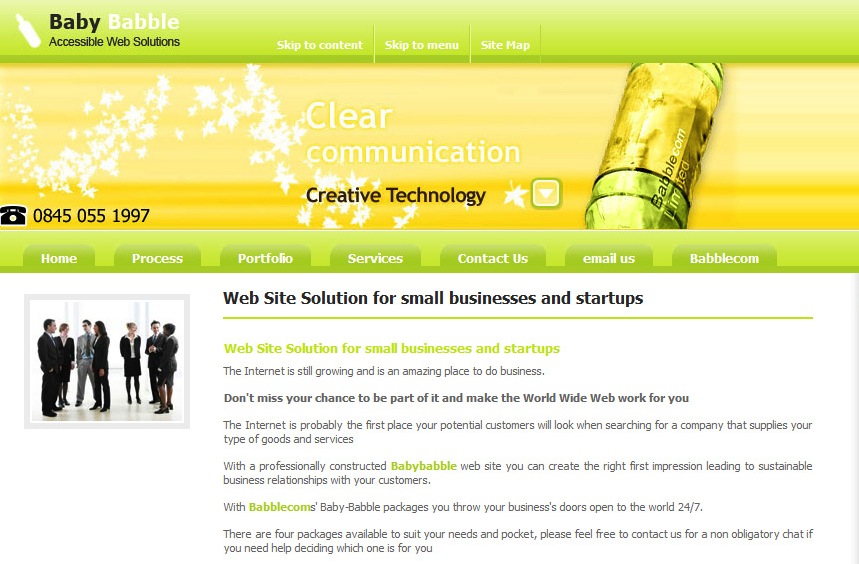 Baby Babble
Accessible Web Solutions
Skip to content
Skip to menu
Site Map
Clear
communication
Creative Technology
Babblecom
Limited
0845 055 1997
Home
Process
Portfolio
Services
Contact Us
email us
Babblecom
Web Site Solution for small businesses and startups
Web Site Solution for small businesses and startups
The Internet is still growing and is an amazing place to do business.
Don't miss your chance to be part of it and make the World Wide Web work for you
The Internet is probably the first place your potential customers will look when searching for a company that supplies your
type of goods and services
With a professionally constructed Babybabble web site you can create the right first impression leading to sustainable
business relationships with your customers.
With Babblecoms' Baby-Babble packages you throw your business's doors open to the world 24/7.
There are four packages available to suit your needs and pocket, please feel free to contact us for a non obligatory chat if
you need help deciding which one is for you